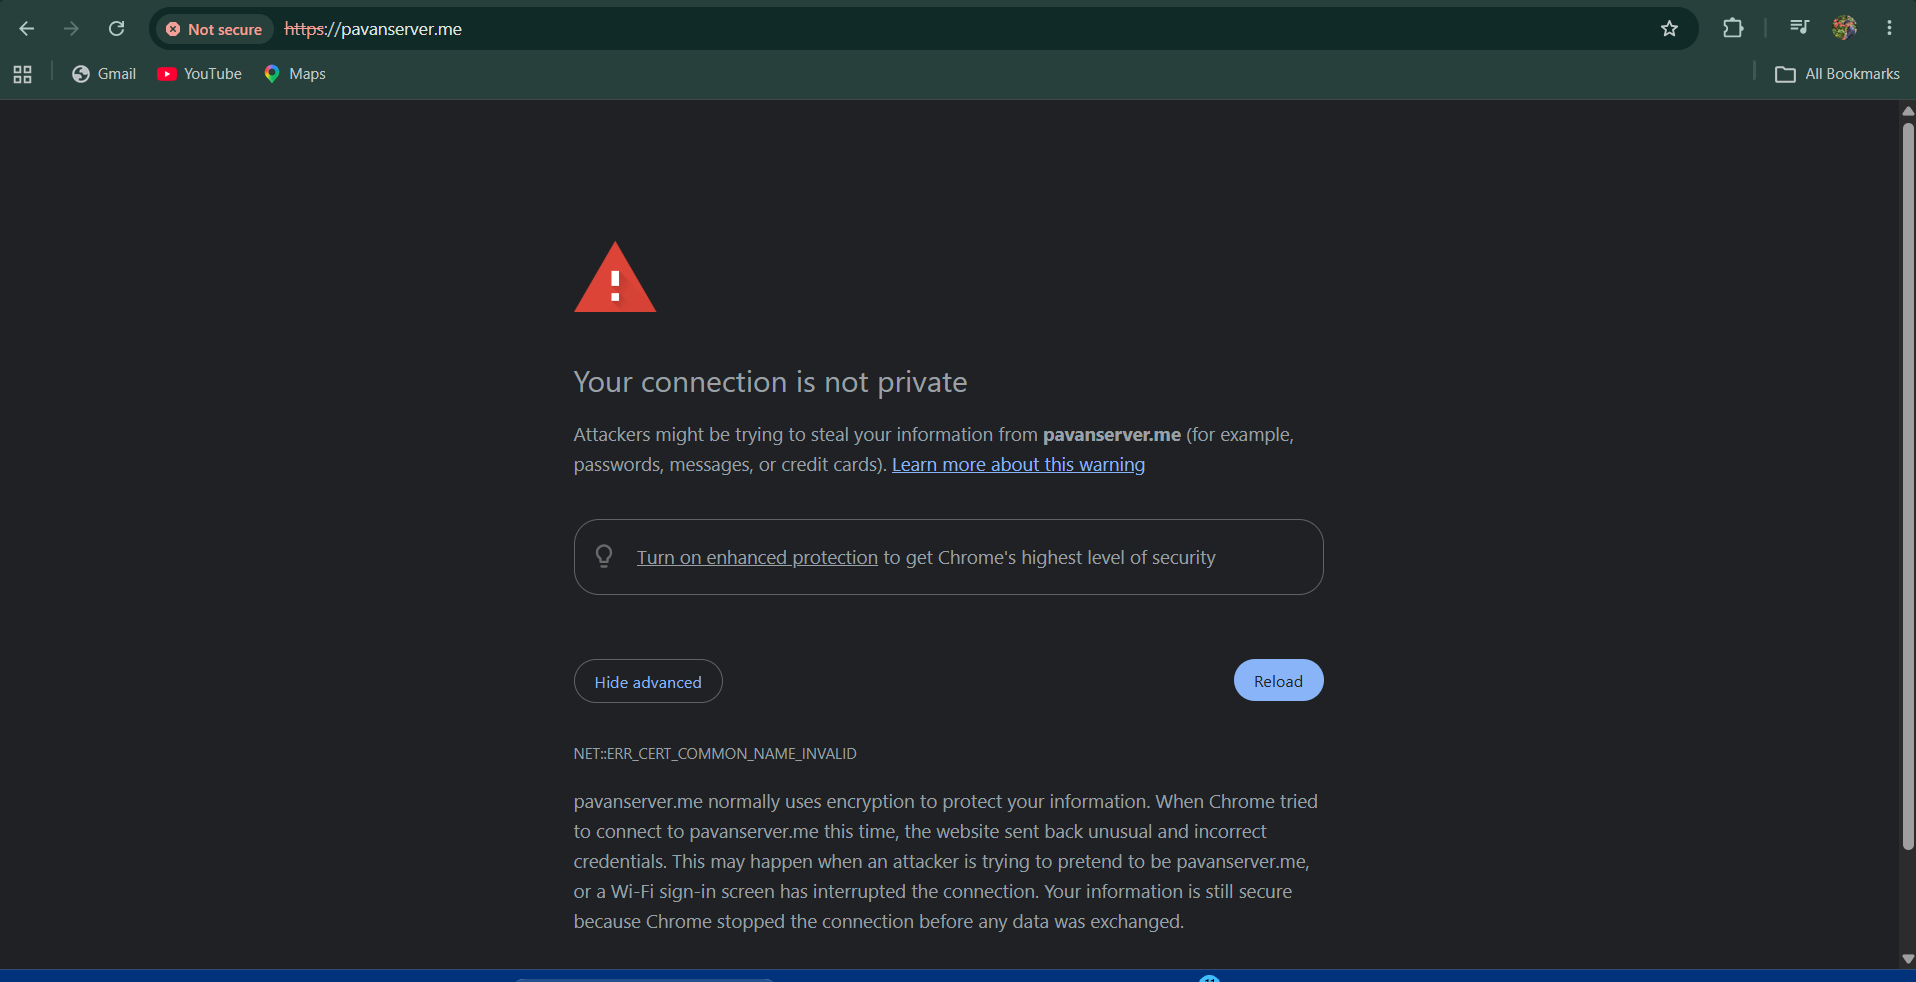 Not secure https://pavanserver.me
Gmail YouTube Maps All Bookmarks
Your connection is not private
Attackers might be trying to steal your information from pavanserver.me (for example,
passwords, messages, or credit cards). Learn more about this warning
Turn on enhanced protection to get Chrome's highest level of security
Hide advanced Reload
NET::ERR_CERT_COMMON_NAME_INVALID
pavanserver.me normally uses encryption to protect your information. When Chrome tried
to connect to pavanserver.me this time, the website sent back unusual and incorrect
credentials. This may happen when an attacker is trying to pretend to be pavanserver.me,
or a Wi-Fi sign-in screen has interrupted the connection. Your information is still secure
because Chrome stopped the connection before any data was exchanged.